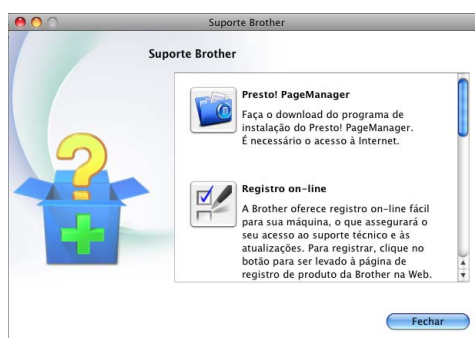 Suporte Brother
Suporte Brother
Presto! PageManager
Faça o download do programa de
instalação do Presto! PageManager.
É necessário o acesso à Internet.
Registro on-line
A Brother oferece registro on-line fácil
para sua máquina, o que assegurará o
seu acesso ao suporte técnico e às
atualizações. Para registrar, clique no
botão para ser levado à página de
registro de produto da Brother na Web.
Fechar